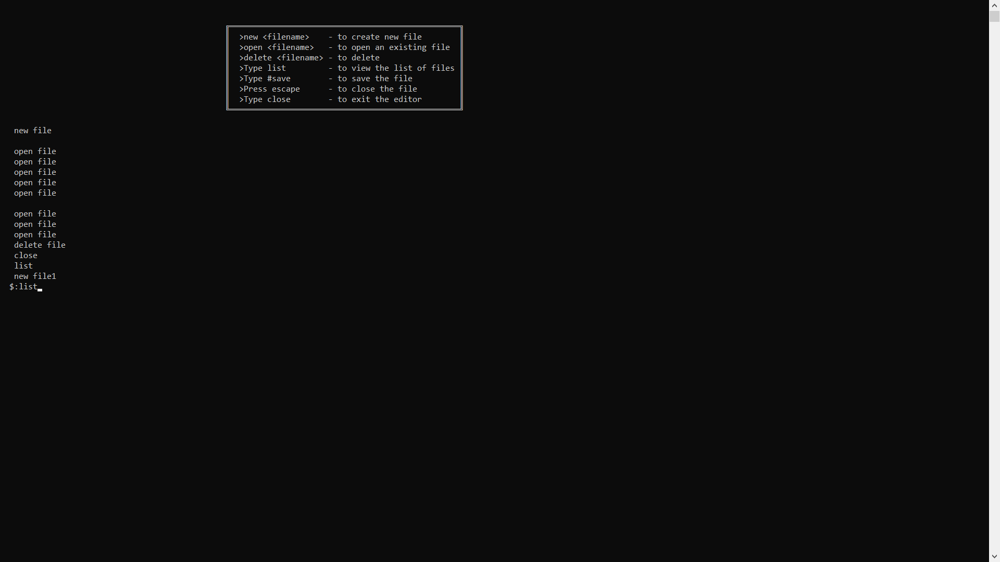 >new <filename>    - to create new file
>open <filename>   - to open an existing file
>delete <filename> - to delete
>Type list         - to view the list of files
>Type #save        - to save the file
>Press escape      - to close the file
>Type close        - to exit the editor
new file
open file
open file
open file
open file
open file
open file
open file
open file
delete file
close
list
new file1
$:list